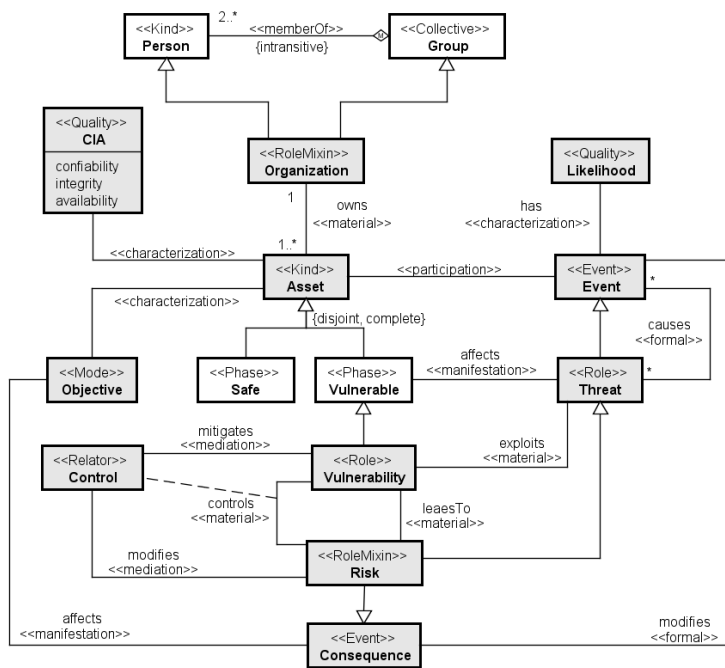 2..*
<<Kind>>
Person
<<memberOf>>
{intransitive}
M
<<Collective>>
Group
<<Quality>>
CIA
confiability
integrity
availability
<<RoleMixin>>
Organization
<<Quality>>
Likelihood
1
owns
<<material>>
1..*
has
<<characterization>>
<<characterization>>
<<Kind>>
Asset
<<participation>>
<<Event>>
Event
*
<<characterization>>
{disjoint, complete}
causes
<<formal>>
*
<<Mode>>
Objective
<<Phase>>
Safe
<<Phase>>
Vulnerable
affects
<<manifestation>>
<<Role>>
Threat
mitigates
<<mediation>>
<<Relator>>
Control
<<Role>>
Vulnerability
exploits
<<material>>
controls
<<material>>
leaesTo
<<material>>
modifies
<<mediation>>
<<RoleMixin>>
Risk
affects
<<manifestation>>
<<Event>>
Consequence
modifies
<<formal>>